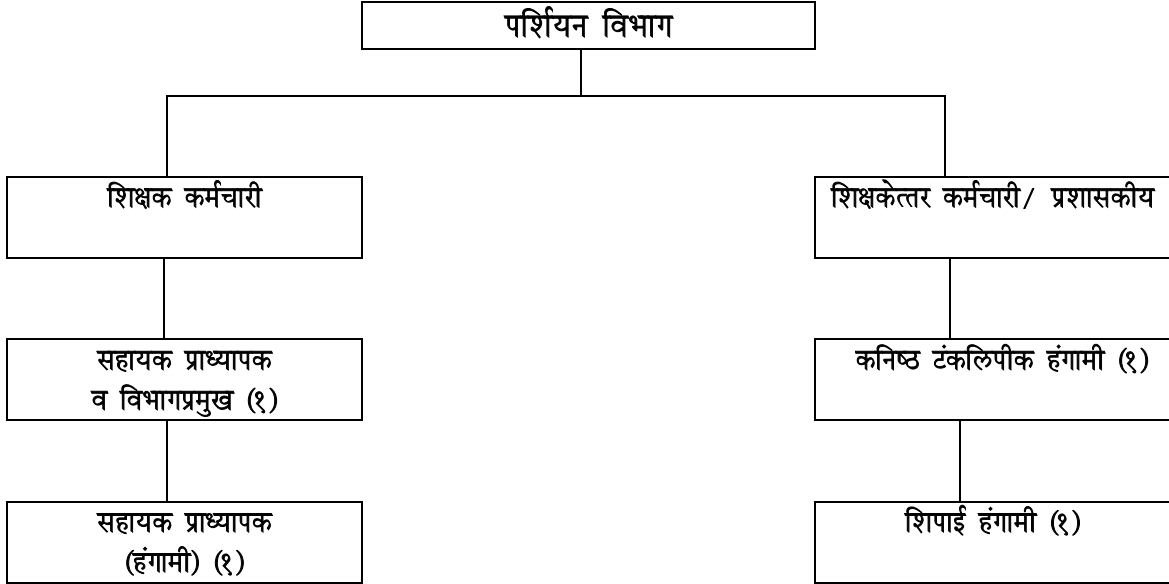 पर्शियन विभाग
शिक्षक कर्मचारी
शिक्षकेत्तर कर्मचारी/ प्रशासकीय
सहायक प्राध्यापक
व विभागप्रमुख (१)
कनिष्ठ टंकलिपीक हंगामी (१)
सहायक प्राध्यापक
(हंगामी) (१)
शिपाई हंगामी (१)